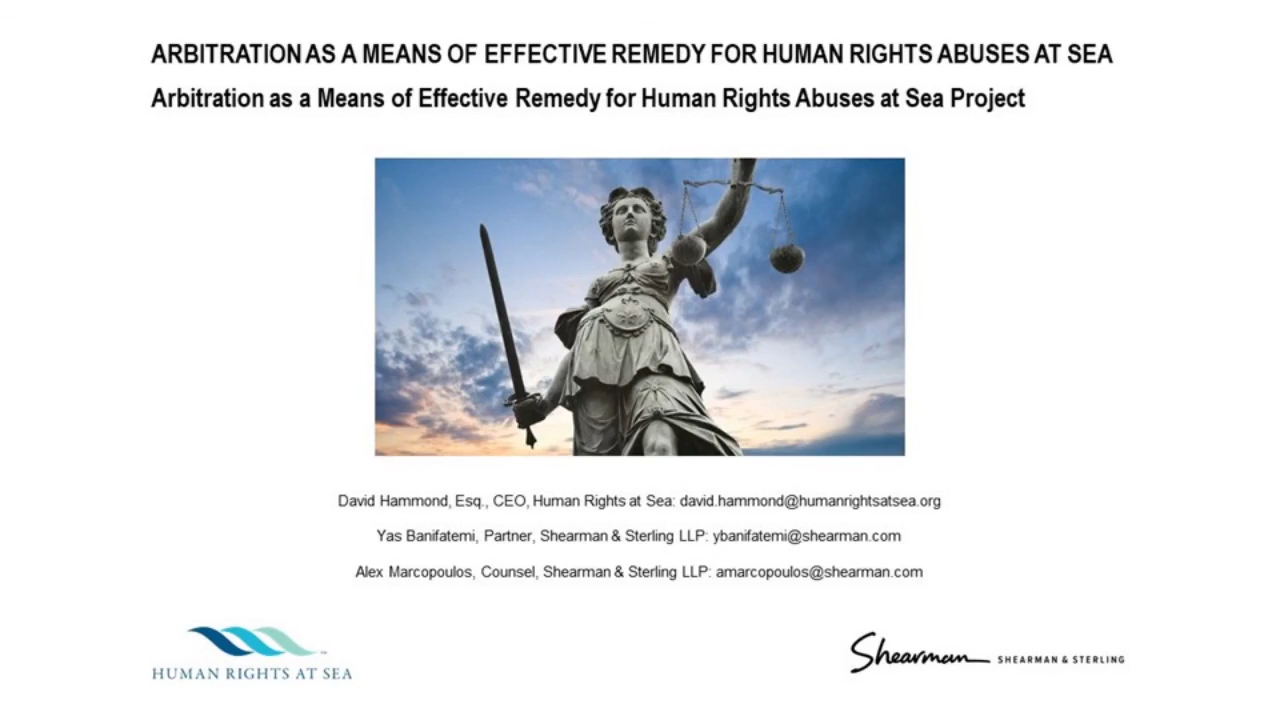 ARBITRATION AS A MEANS OF EFFECTIVE REMEDY FOR HUMAN RIGHTS ABUSES AT SEA
Arbitration as a Means of Effective Remedy for Human Rights Abuses at Sea Project
David Hammond, Esq., CEO, Human Rights at Sea: david.hammond@humanrightsatsea.org
Yas Banifatemi, Partner, Shearman & Sterling LLP: ybanifatemi@shearman.com
Alex Marcopoulos, Counsel, Shearman & Sterling LLP: amarcopoulos@shearman.com
HUMAN RIGHTS AT SEA
Shearman SHEARMAN & STERLING